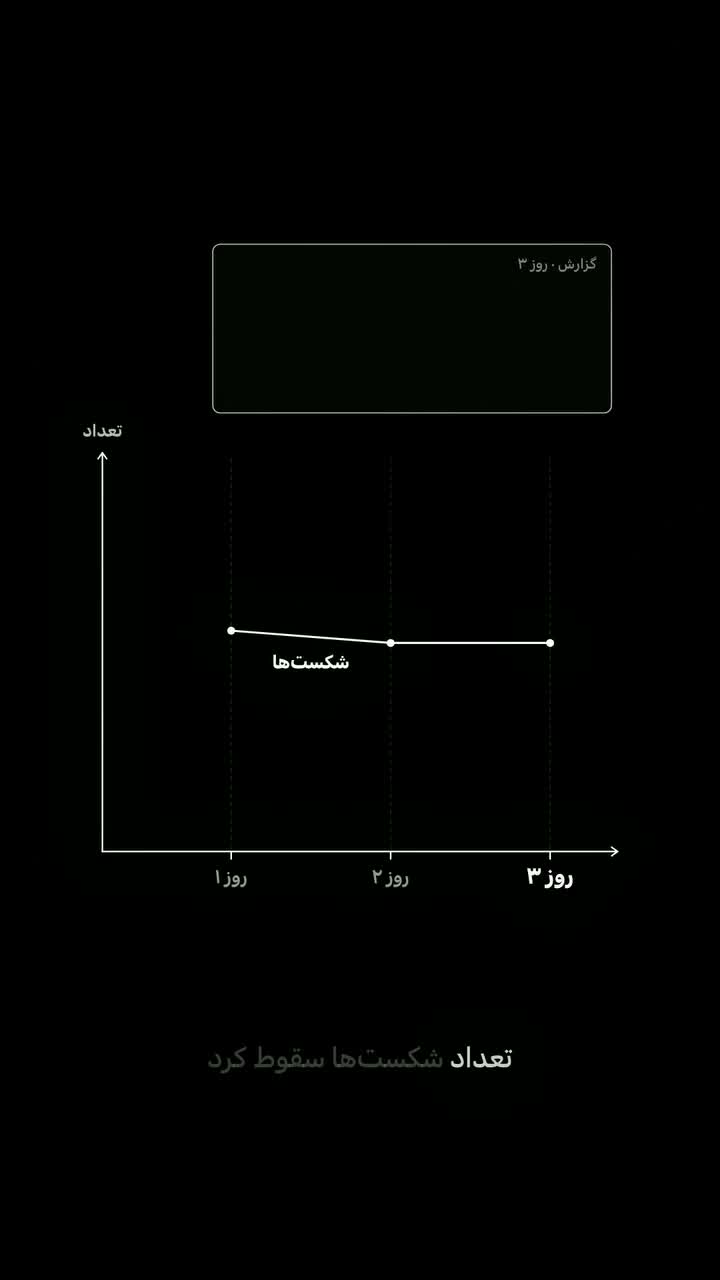 گزارش · روز ۳
تعداد
شکست‌ها
روز ۱
روز ۲
روز ۳
تعداد شکست‌ها سقوط کرد